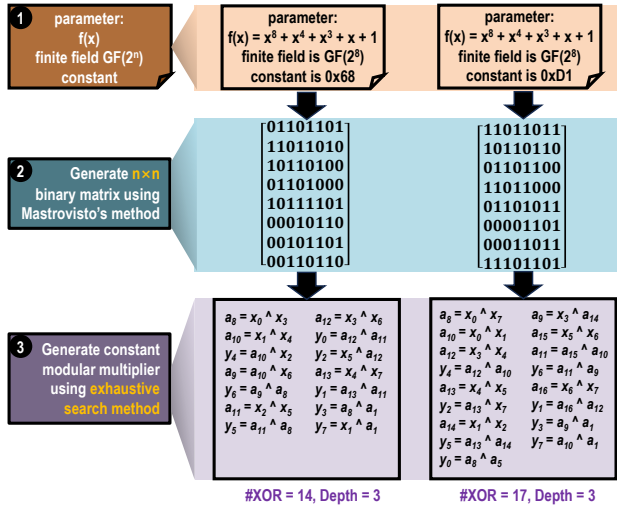 1
parameter:
f(x)
finite field GF(2ⁿ)
constant
parameter:
f(x) = x⁸ + x⁴ + x³ + x + 1
finite field is GF(2⁸)
constant is 0x68
parameter:
f(x) = x⁸ + x⁴ + x³ + x + 1
finite field is GF(2⁸)
constant is 0xD1
2
Generate n×n
binary matrix using
Mastrovisto's method
01101101
11011010
10110100
01101000
10111101
00010110
00101101
00110110
11011011
10110110
01101100
11011000
01101011
00001101
00011011
11101101
3
Generate constant
modular multiplier
using exhaustive
search method
a₈ = x₀ ^ x₃ a₁₂ = x₃ ^ x₆
a₁₀ = x₁ ^ x₄ y₀ = a₁₂ ^ a₁₁
y₄ = a₁₀ ^ x₂ y₂ = x₅ ^ a₁₂
a₉ = a₁₀ ^ x₆ a₁₃ = x₄ ^ x₇
y₆ = a₉ ^ a₈ y₁ = a₁₃ ^ a₁₁
a₁₁ = x₂ ^ x₅ y₃ = a₈ ^ a₁
y₅ = a₁₁ ^ a₈ y₇ = x₁ ^ a₁
a₈ = x₀ ^ x₇ a₉ = x₃ ^ a₁₄
a₁₀ = x₀ ^ x₁ a₁₅ = x₅ ^ x₆
a₁₂ = x₃ ^ x₄ a₁₁ = a₁₅ ^ a₁₀
y₄ = a₁₂ ^ a₁₀ y₆ = a₁₁ ^ a₉
a₁₃ = x₄ ^ x₅ a₁₆ = x₆ ^ x₇
y₂ = a₁₃ ^ x₇ y₁ = a₁₆ ^ a₁₂
a₁₄ = x₁ ^ x₂ y₃ = a₉ ^ a₁
y₅ = a₁₃ ^ a₁₄ y₇ = a₁₀ ^ a₁
y₀ = a₈ ^ a₅
#XOR = 14, Depth = 3
#XOR = 17, Depth = 3